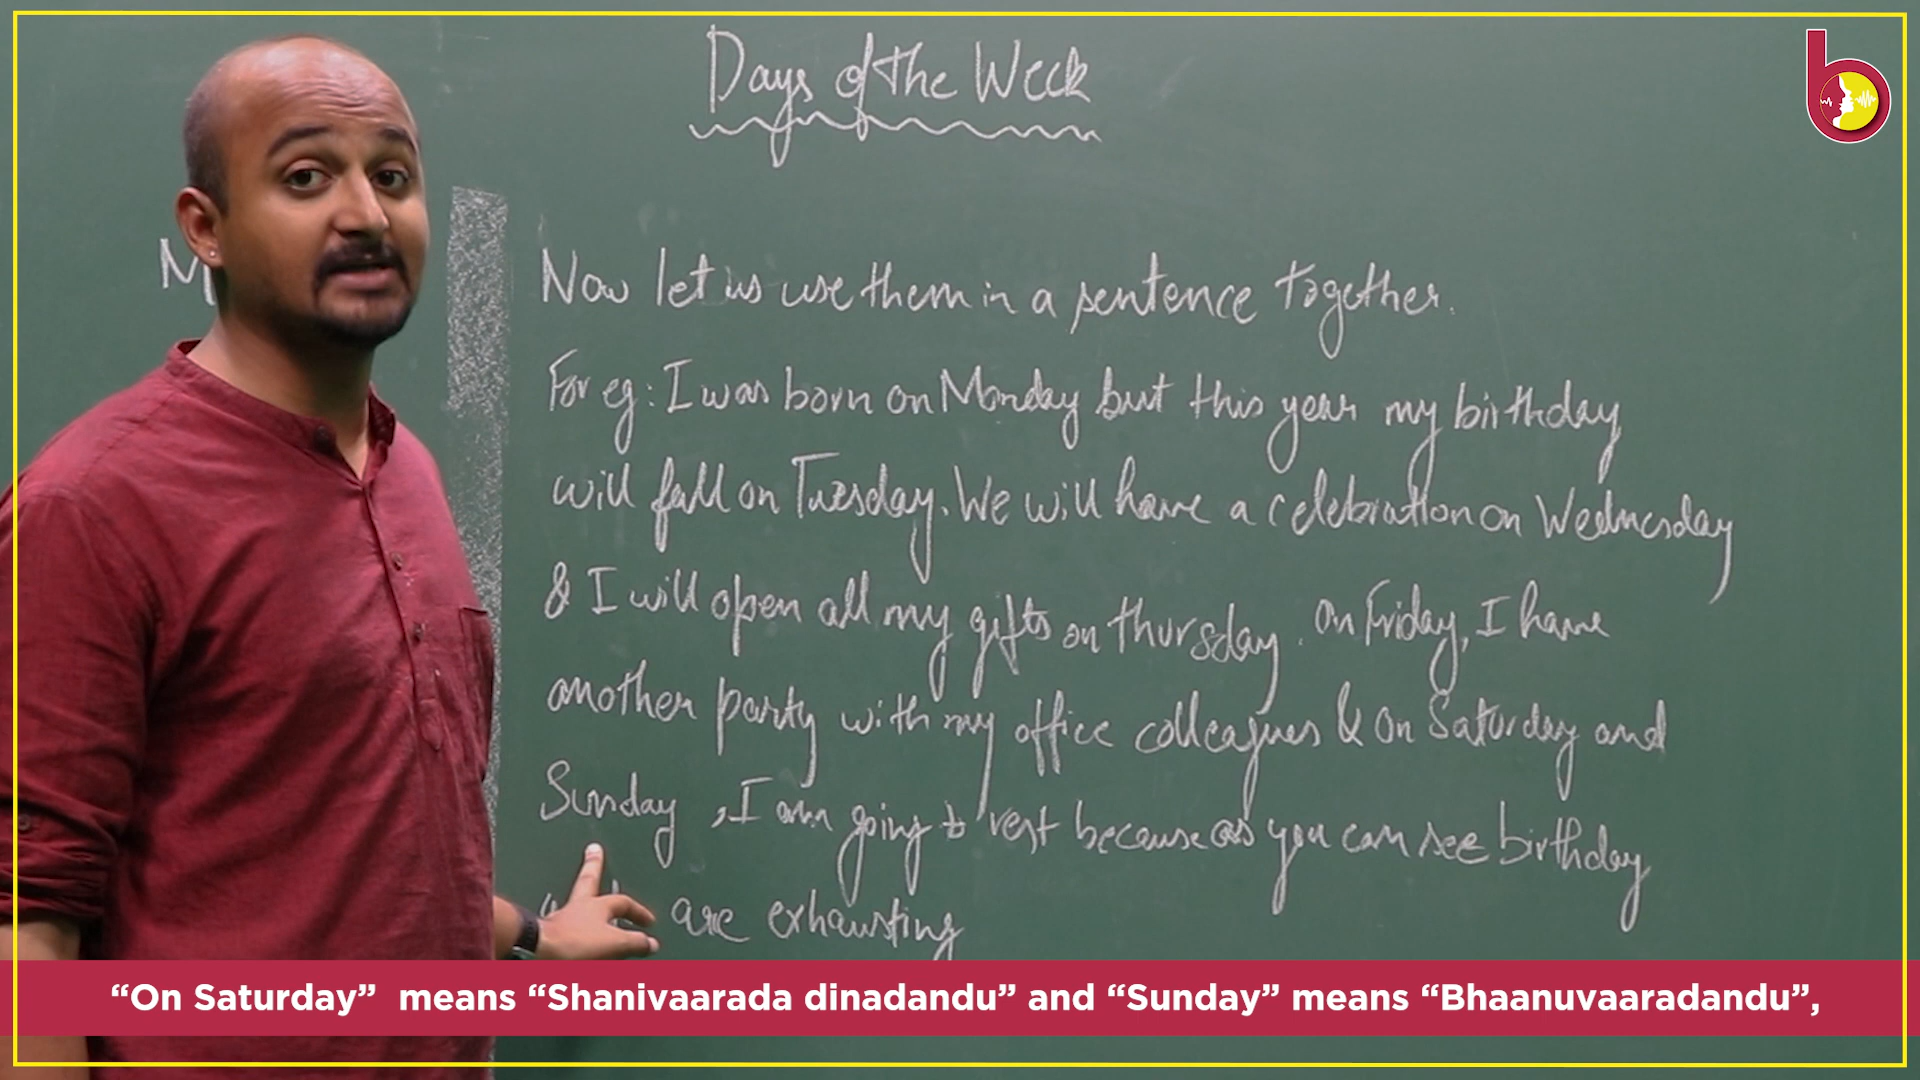 Days of the Week
M
Now let us use them in a sentence together.
For eg: I was born on Monday but this year my birthday
will fall on Tuesday. We will have a celebration on Wednesday
& I will open all my gifts on thursday. On Friday, I have
another party with my office colleagues & on Saturday and
Sunday, I am going to rest because as you can see birthday
are exhausting
“On Saturday” means “Shanivaarada dinadandu” and “Sunday” means “Bhaanuvaaradandu”,